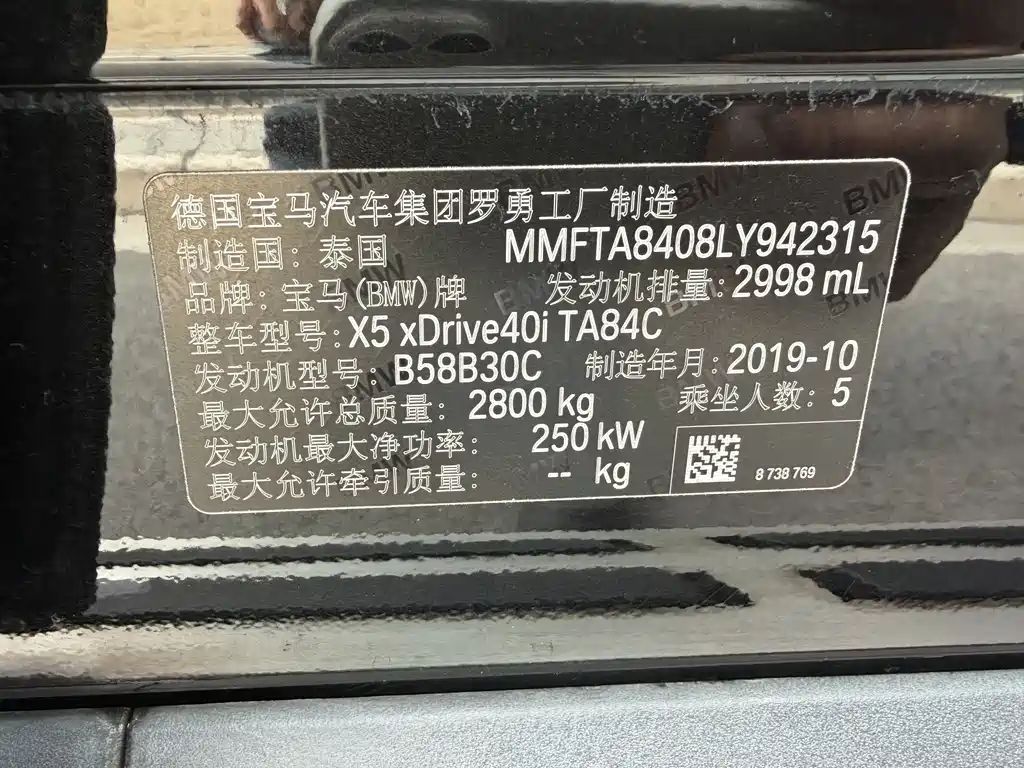 德国宝马汽车集团罗勇工厂制造
制造国: 泰国 MMFTA8408LY942315
品牌: 宝马(BMW)牌 发动机排量: 2998 mL
整车型号: X5 xDrive40i TA84C
发动机型号: B58B30C 制造年月: 2019-10
最大允许总质量: 2800 kg 乘坐人数: 5
发动机最大净功率: 250 kW
最大允许牵引质量: -- kg
8 738 769